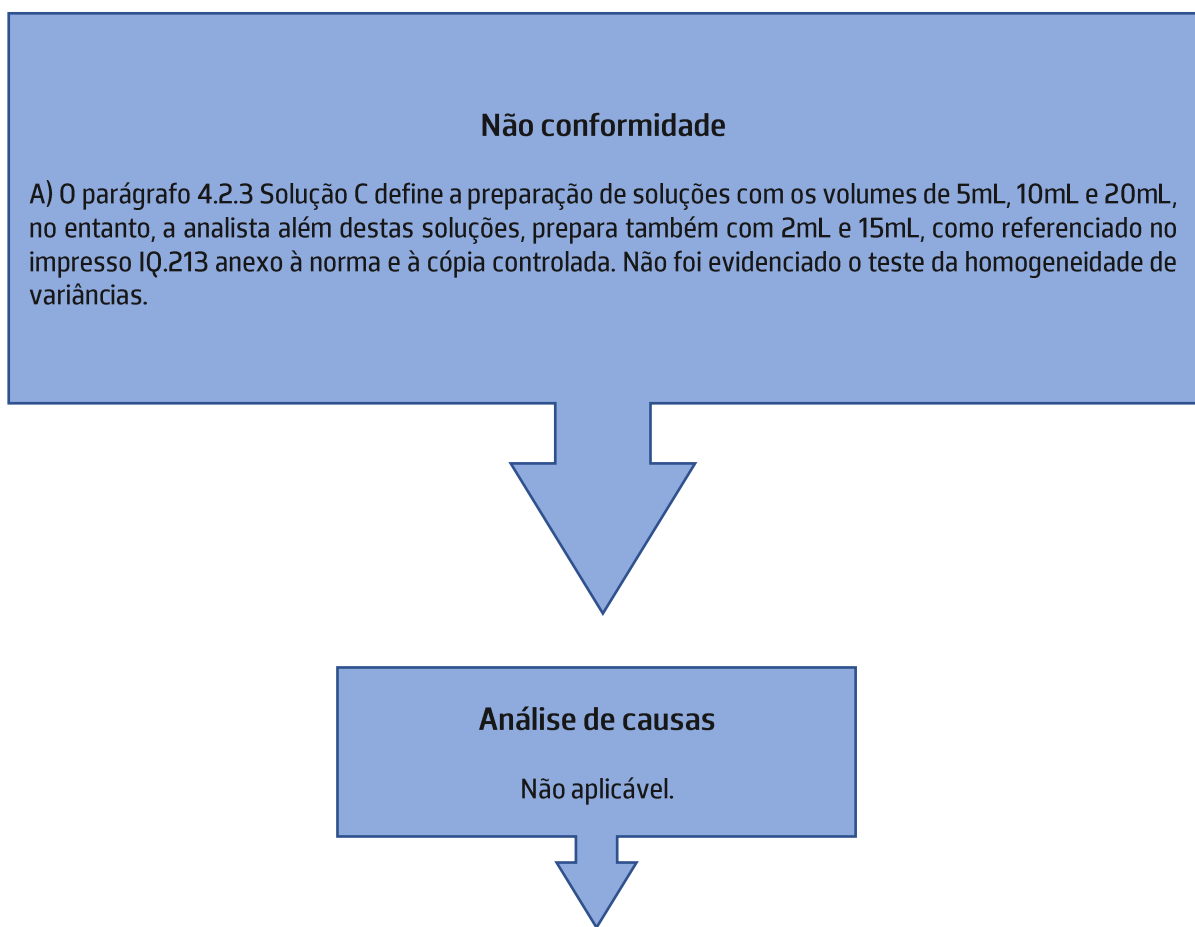 Não conformidade
A) O parágrafo 4.2.3 Solução C define a preparação de soluções com os volumes de 5mL, 10mL e 20mL,
no entanto, a analista além destas soluções, prepara também com 2mL e 15mL, como referenciado no
impresso IQ.213 anexo à norma e à cópia controlada. Não foi evidenciado o teste da homogeneidade de
variâncias.
Análise de causas
Não aplicável.